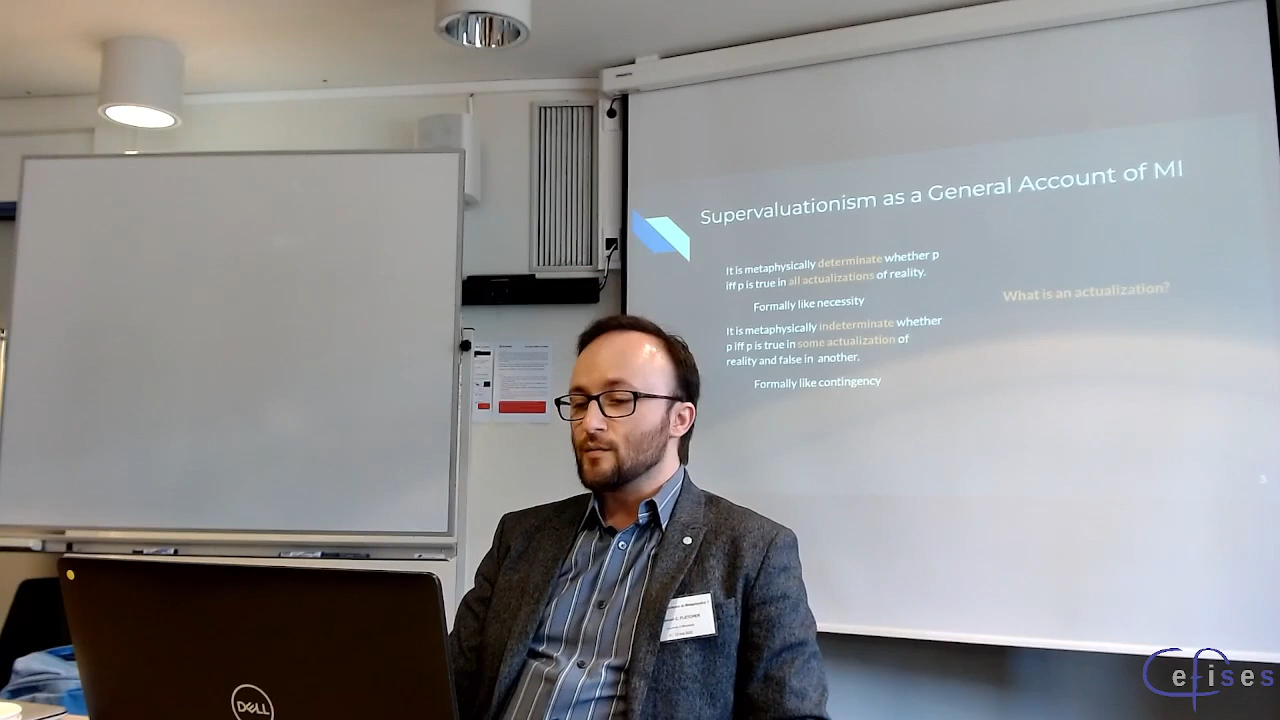 Supervaluationism as a General Account of MI
It is metaphysically determinate whether p
iff p is true in all actualizations of reality.
Formally like necessity
It is metaphysically indeterminate whether
p iff p is true in some actualization of
reality and false in another.
Formally like contingency
What is an actualization?
FLETCHER
DELL
Cefises